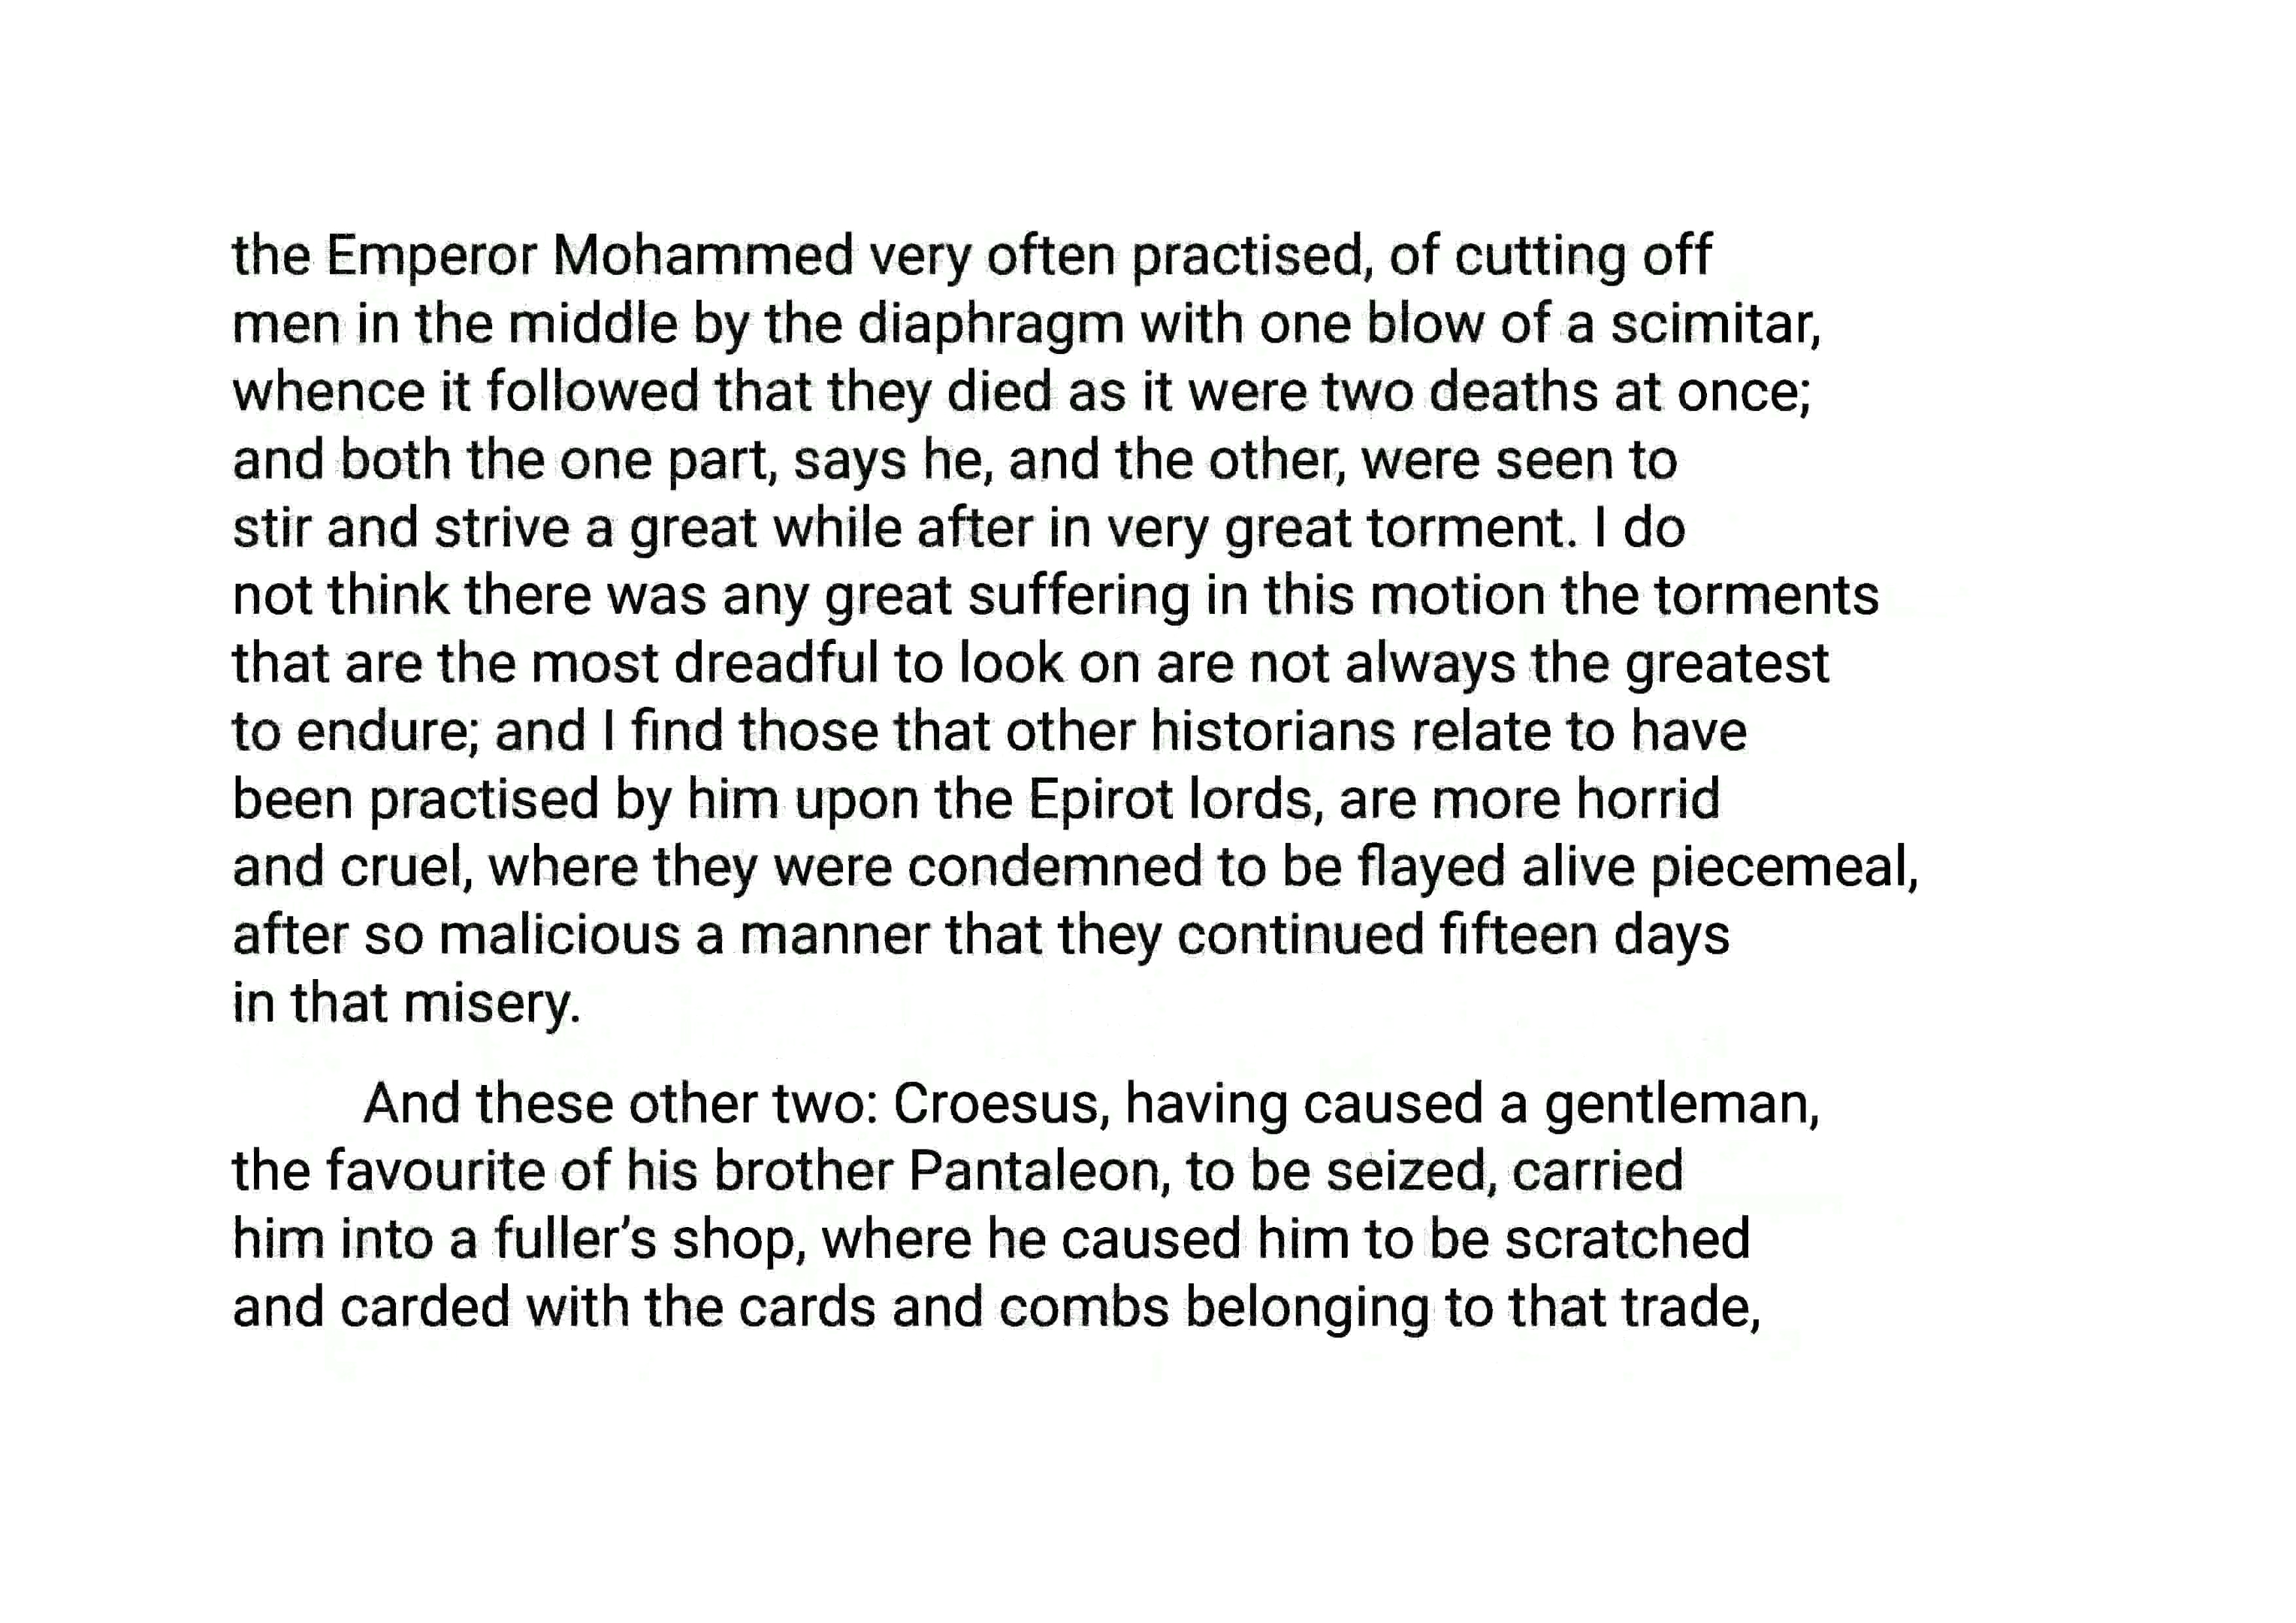 the Emperor Mohammed very often practised, of cutting off
men in the middle by the diaphragm with one blow of a scimitar,
whence it followed that they died as it were two deaths at once;
and both the one part, says he, and the other, were seen to
stir and strive a great while after in very great torment. I do
not think there was any great suffering in this motion the torments
that are the most dreadful to look on are not always the greatest
to endure; and I find those that other historians relate to have
been practised by him upon the Epirot lords, are more horrid
and cruel, where they were condemned to be flayed alive piecemeal,
after so malicious a manner that they continued fifteen days
in that misery.
And these other two: Croesus, having caused a gentleman,
the favourite of his brother Pantaleon, to be seized, carried
him into a fuller’s shop, where he caused him to be scratched
and carded with the cards and combs belonging to that trade,